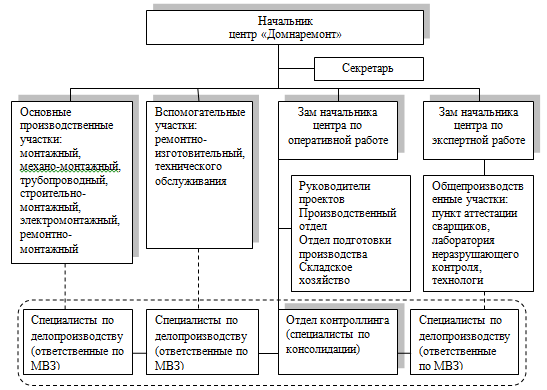 Начальник
центр «Домнаремонт»
Секретарь
Основные
производственные
участки:
монтажный,
механо-монтажный,
трубопроводный,
строительно-
монтажный,
электромонтажный,
ремонтно-
монтажный
Вспомогательные
участки:
ремонтно-
изготовительный,
технического
обслуживания
Зам начальника
центра по
оперативной работе
Зам начальника
центра по
экспертной работе
Руководители
проектов
Производственный
отдел
Отдел подготовки
производства
Складское
хозяйство
Общепроизводств
енные участки:
пункт аттестации
сварщиков,
лаборатория
неразрушающего
контроля,
технологи
Специалисты по
делопроизводству
(ответственные по
МВЗ)
Специалисты по
делопроизводству
(ответственные по
МВЗ)
Отдел контроллинга
(специалисты по
консолидации)
Специалисты по
делопроизводству
(ответственные
по МВЗ)